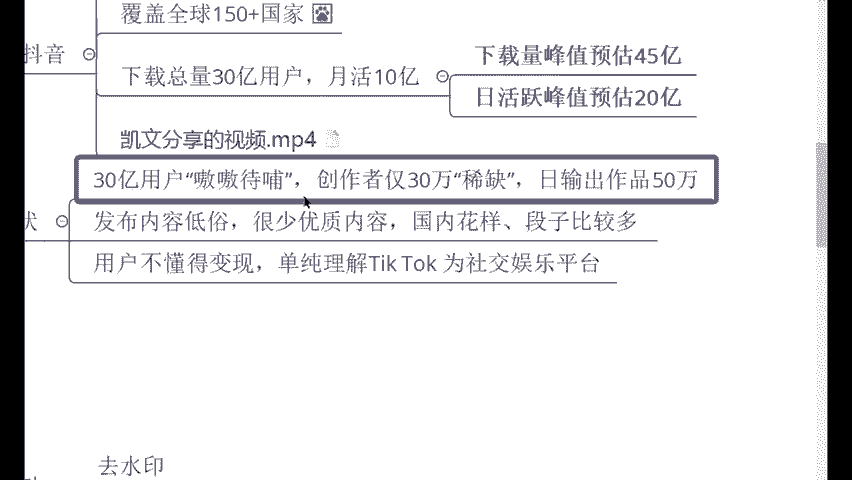 覆盖全球150+国家
抖音
下载总量30亿用户，月活10亿
下载量峰值预估45亿
日活跃峰值预估20亿
凯文分享的视频.mp4
30亿用户“嗷嗷待哺”，创作者仅30万“稀缺”，日输出作品50万
状
发布内容低俗，很少优质内容，国内花样、段子比较多
用户不懂得变现，单纯理解Tik Tok 为社交娱乐平台
去水印